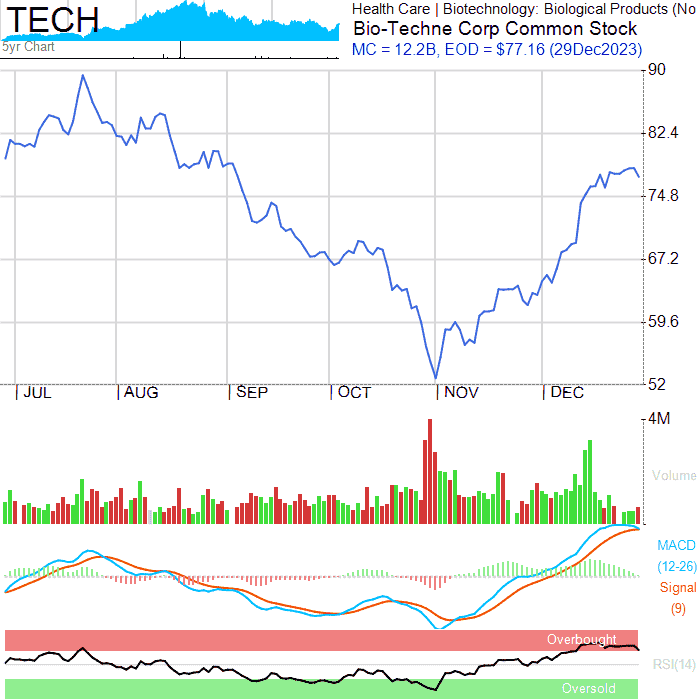 TECH
5yr Chart
Health Care | Biotechnology: Biological Products (No
Bio-Techne Corp Common Stock
MC = 12.2B, EOD = $77.16 (29Dec2023)
90
82.4
74.8
67.2
59.6
52
| JUL | AUG | SEP | OCT | NOV | DEC
4M
Volume
MACD
(12-26)
Signal
(9)
Overbought
RSI(14)
Oversold